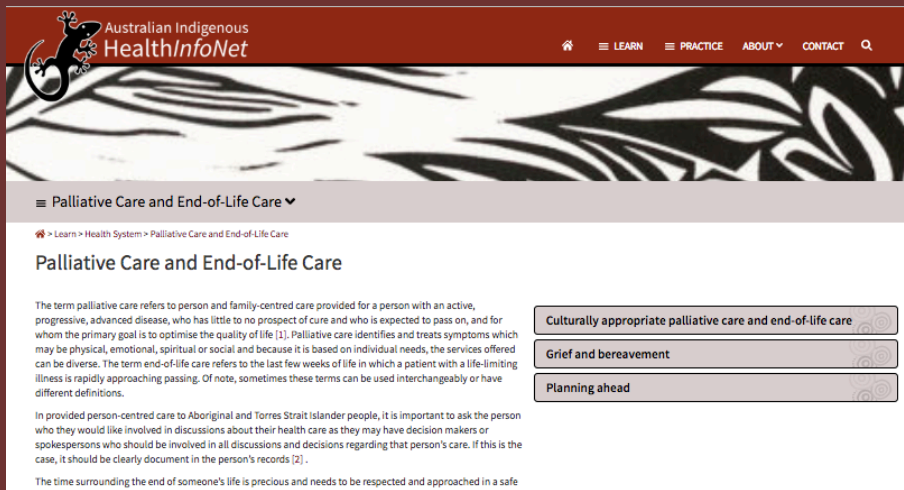 Australian Indigenous
HealthInfoNet
LEARN PRACTICE ABOUT CONTACT
Palliative Care and End-of-Life Care
> Learn > Health System > Palliative Care and End-of-Life Care
Palliative Care and End-of-Life Care
The term palliative care refers to person and family-centred care provided for a person with an active,
progressive, advanced disease, who has little to no prospect of cure and who is expected to pass on, and for
whom the primary goal is to optimise the quality of life [1]. Palliative care identifies and treats symptoms which
may be physical, emotional, spiritual or social and because it is based on individual needs, the services offered
can be diverse. The term end-of-life care refers to the last few weeks of life in which a patient with a life-limiting
illness is rapidly approaching passing. Of note, sometimes these terms can be used interchangeably or have
different definitions.
In provided person-centred care to Aboriginal and Torres Strait Islander people, it is important to ask the person
who they would like involved in discussions about their health care as they may have decision makers or
spokespersons who should be involved in all discussions and decisions regarding that person's care. If this is the
case, it should be clearly document in the person's records [2] .
The time surrounding the end of someone's life is precious and needs to be respected and approached in a safe
Culturally appropriate palliative care and end-of-life care
Grief and bereavement
Planning ahead